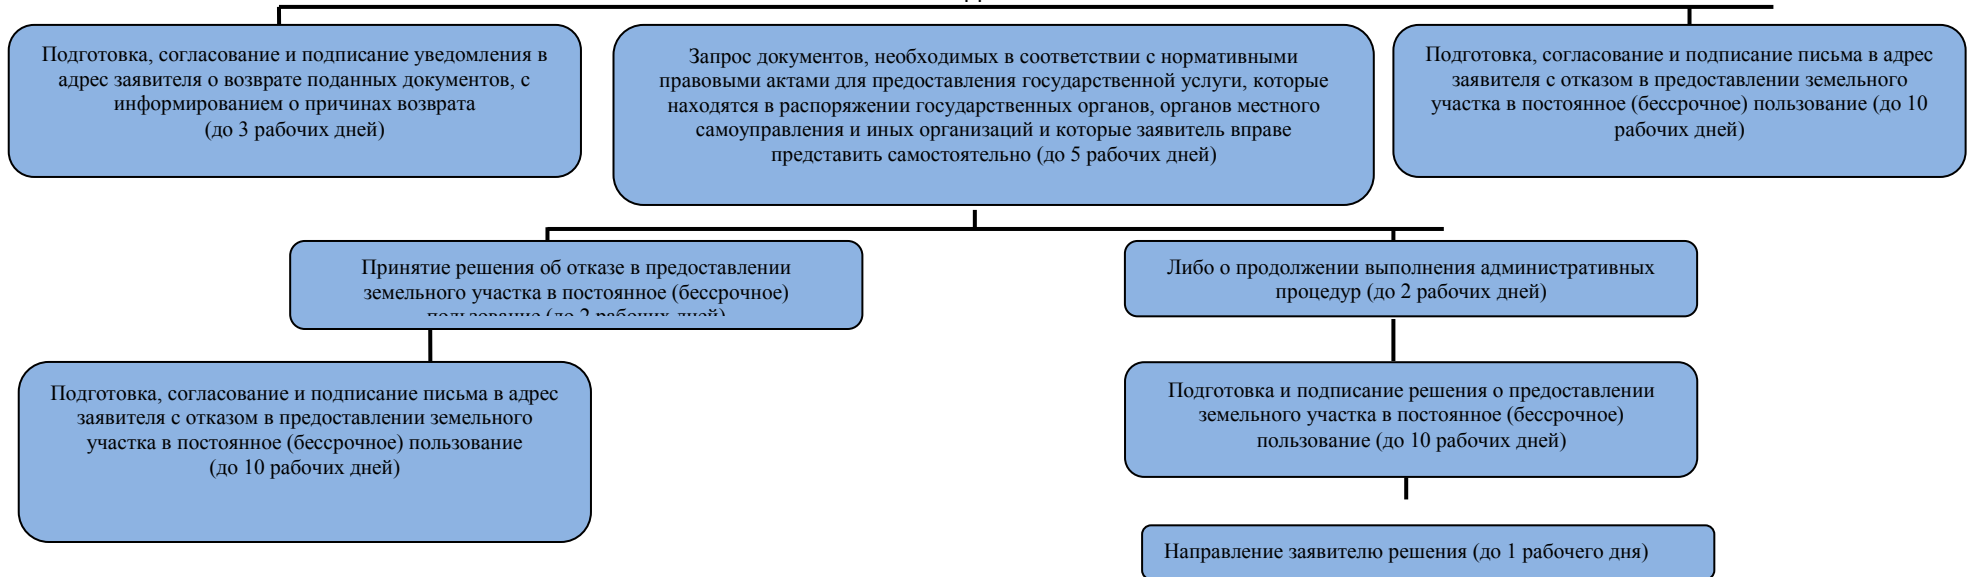 Подготовка, согласование и подписание уведомления в
адрес заявителя о возврате поданных документов, с
информированием о причинах возврата
(до 3 рабочих дней)
Запрос документов, необходимых в соответствии с нормативными
правовыми актами для предоставления государственной услуги, которые
находятся в распоряжении государственных органов, органов местного
самоуправления и иных организаций и которые заявитель вправе
представить самостоятельно (до 5 рабочих дней)
Подготовка, согласование и подписание письма в адрес
заявителя с отказом в предоставлении земельного
участка в постоянное (бессрочное) пользование (до 10
рабочих дней)
Принятие решения об отказе в предоставлении
земельного участка в постоянное (бессрочное)
пользование (до 2 рабочих дней)
Либо о продолжении выполнения административных
процедур (до 2 рабочих дней)
Подготовка, согласование и подписание письма в адрес
заявителя с отказом в предоставлении земельного
участка в постоянное (бессрочное) пользование
(до 10 рабочих дней)
Подготовка и подписание решения о предоставлении
земельного участка в постоянное (бессрочное)
пользование (до 10 рабочих дней)
Направление заявителю решения (до 1 рабочего дня)